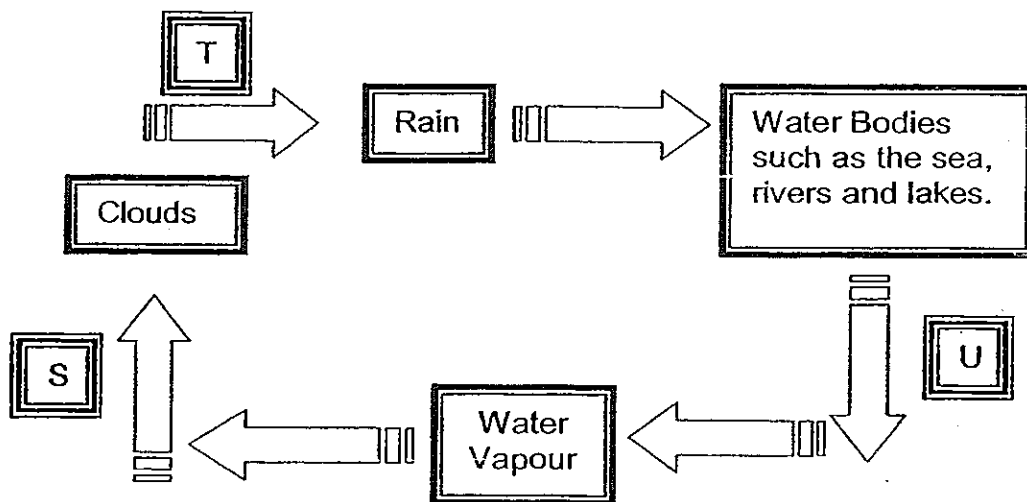 T
Rain
Water Bodies
such as the sea,
rivers and lakes.
Clouds
S
U
Water
Vapour